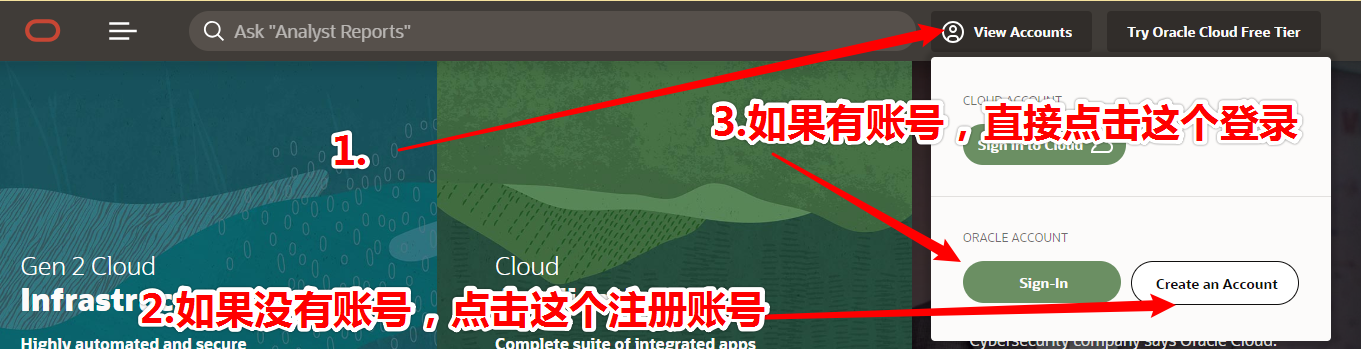 Ask "Analyst Reports"
View Accounts
Try Oracle Cloud Free Tier
CLOUD ACCOUNT
3.如果有账号，直接点击这个登录
Sign in to Cloud
1.
ORACLE ACCOUNT
Gen 2 Cloud
Cloud
Sign-In
Create an Account
2.如果没有账号，点击这个注册账号
Highly automated and secure
Complete suite of integrated apps
Cybersecurity company says Oracle Cloud.